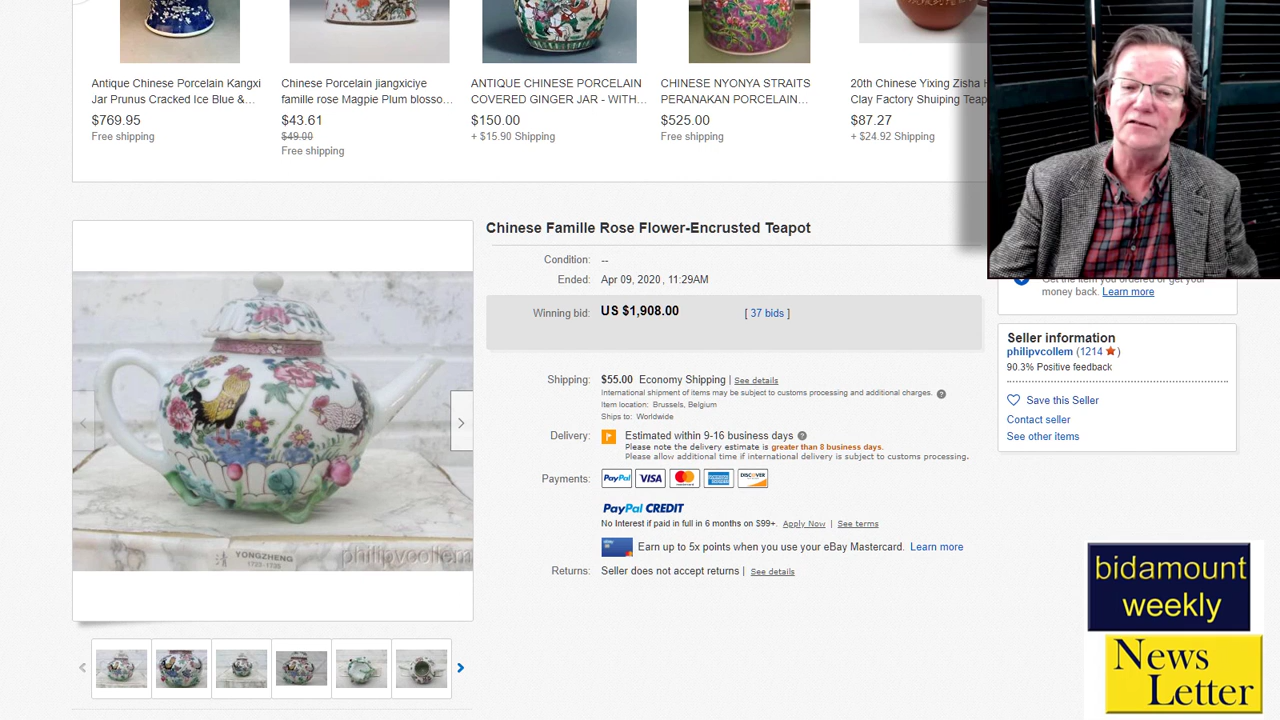 Antique Chinese Porcelain Kangxi
Jar Prunus Cracked Ice Blue &...
$769.95
Free shipping
Chinese Porcelain jiangxiciye
famille rose Magpie Plum blosso...
$43.61
$49.00
Free shipping
ANTIQUE CHINESE PORCELAIN
COVERED GINGER JAR - WITH...
$150.00
+ $15.90 Shipping
CHINESE NYONYA STRAITS
PERANAKAN PORCELAIN...
$525.00
Free shipping
20th Chinese Yixing Zisha
Clay Factory Shuiping Teap
$87.27
+ $24.92 Shipping
Chinese Famille Rose Flower-Encrusted Teapot
Condition: --
Ended: Apr 09, 2020 , 11:29AM
Winning bid: US $1,908.00 [ 37 bids ]
Shipping: $55.00 Economy Shipping | See details
International shipment of items may be subject to customs processing and additional charges.
Item location: Brussels, Belgium
Ships to: Worldwide
Delivery: Estimated within 9-16 business days
Please note the delivery estimate is greater than 8 business days.
Please allow additional time if international delivery is subject to customs processing.
Payments: PayPal VISA MasterCard AMERICAN EXPRESS DISCOVER
PayPal CREDIT
No Interest if paid in full in 6 months on $99+. Apply Now | See terms
Earn up to 5x points when you use your eBay Mastercard. Learn more
Returns: Seller does not accept returns | See details
Get the item you ordered or get your
money back. Learn more
Seller information
philipvcollem (1214 )
90.3% Positive feedback
Save this Seller
Contact seller
See other items
YONGZHENG
1723-1735
philipvcollem
bidamount
weekly
News
Letter